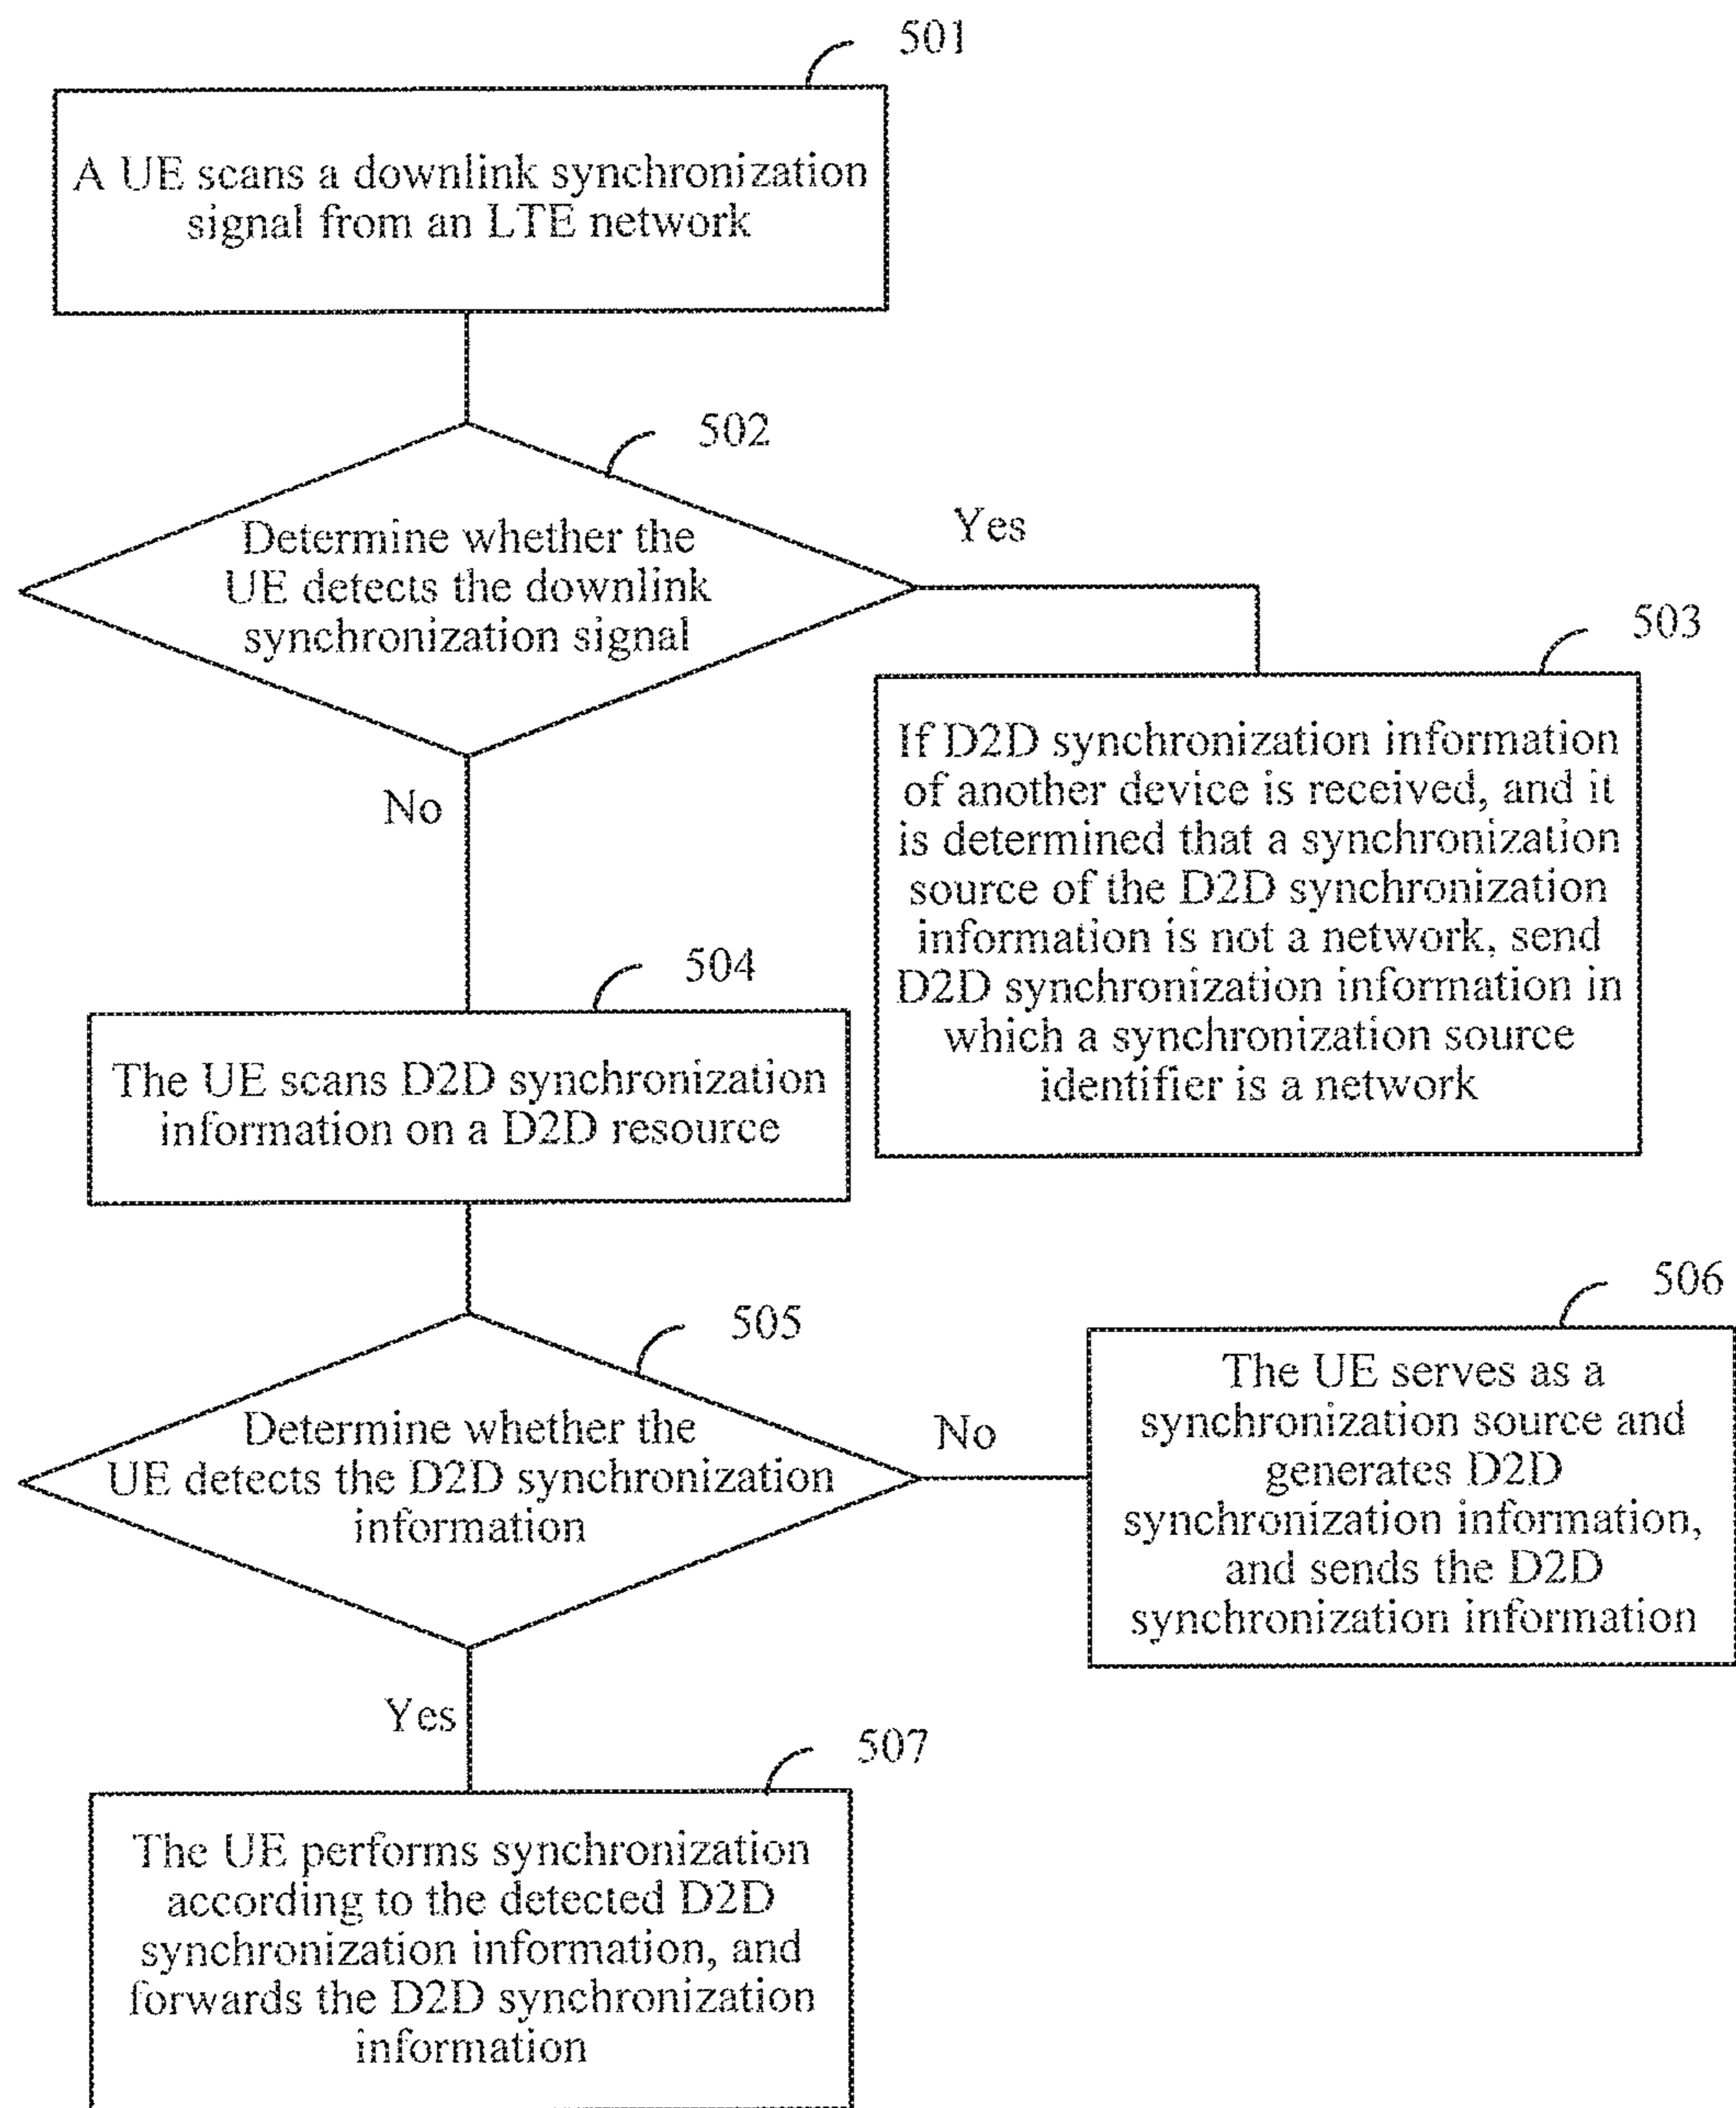 501
A UE scans a downlink synchronization
signal from an LTE network
502
Determine whether the
UE detects the downlink
synchronization signal
Yes
503
If D2D synchronization information
of another device is received, and it
is determined that a synchronization
source of the D2D synchronization
information is not a network, send
D2D synchronization information in
which a synchronization source
identifier is a network
No
504
The UE scans D2D synchronization
information on a D2D resource
505
Determine whether the
UE detects the D2D synchronization
information
No
506
The UE serves as a
synchronization source and
generates D2D
synchronization information,
and sends the D2D
synchronization information
Yes
507
The UE performs synchronization
according to the detected D2D
synchronization information, and
forwards the D2D synchronization
information